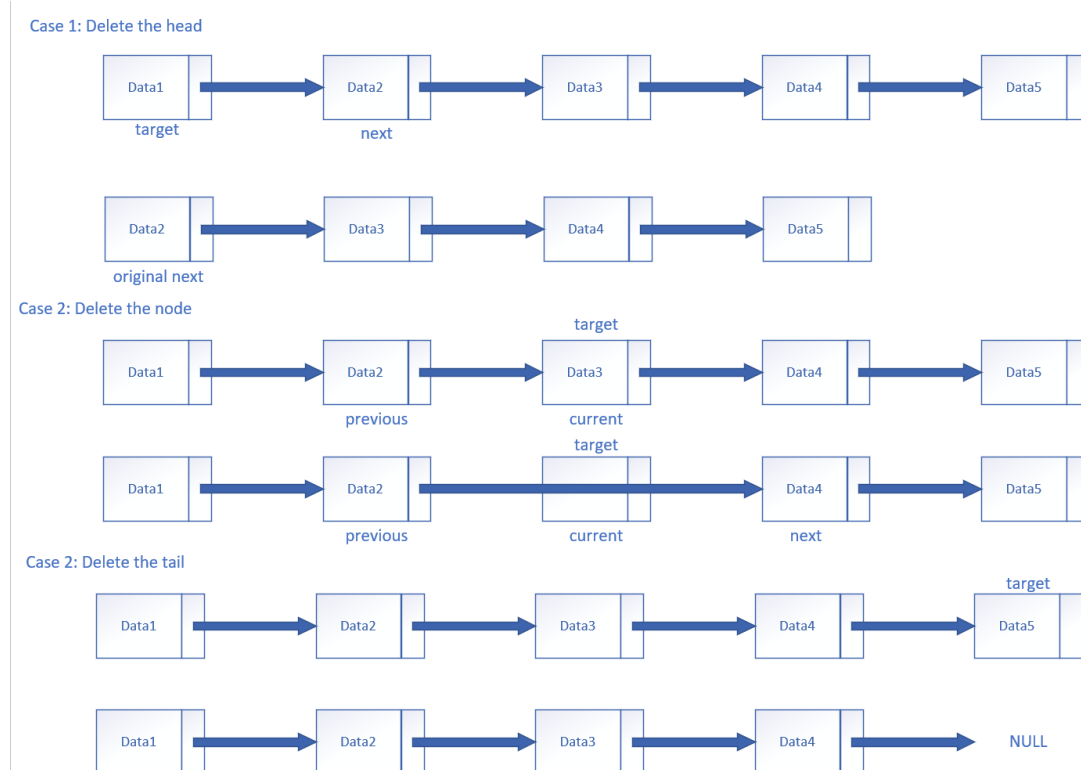 Case 1: Delete the head
Data1 Data2 Data3 Data4 Data5
target next
Data2 Data3 Data4 Data5
original next
Case 2: Delete the node
target
Data1 Data2 Data3 Data4 Data5
previous current
target
Data1 Data2 Data4 Data5
previous current next
Case 2: Delete the tail
target
Data1 Data2 Data3 Data4 Data5
Data1 Data2 Data3 Data4 NULL